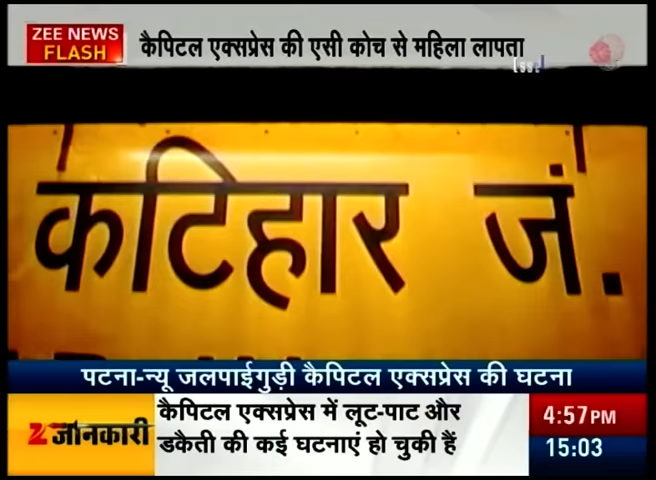 ZEE NEWS
FLASH
कैपिटल एक्सप्रेस की एसी कोच से महिला लापता
कटिहार जं.
पटना-न्यू जलपाईगुड़ी कैपिटल एक्सप्रेस की घटना
Z जानकारी
कैपिटल एक्सप्रेस में लूट-पाट और
डकैती की कई घटनाएं हो चुकी हैं
4:57PM
15:03